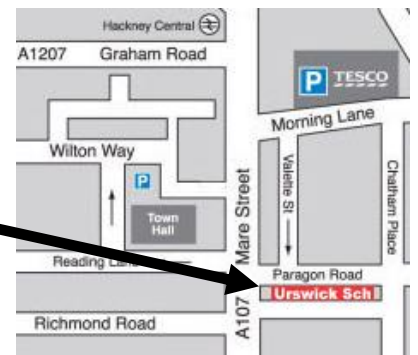 Hackney Central
A1207 Graham Road
P TESCO
Morning Lane
Wilton Way
P
Town
Hall
Mare Street
Valette St
Chatham Place
Reading
Paragon Road
Urswick Sch
A107
Richmond Road